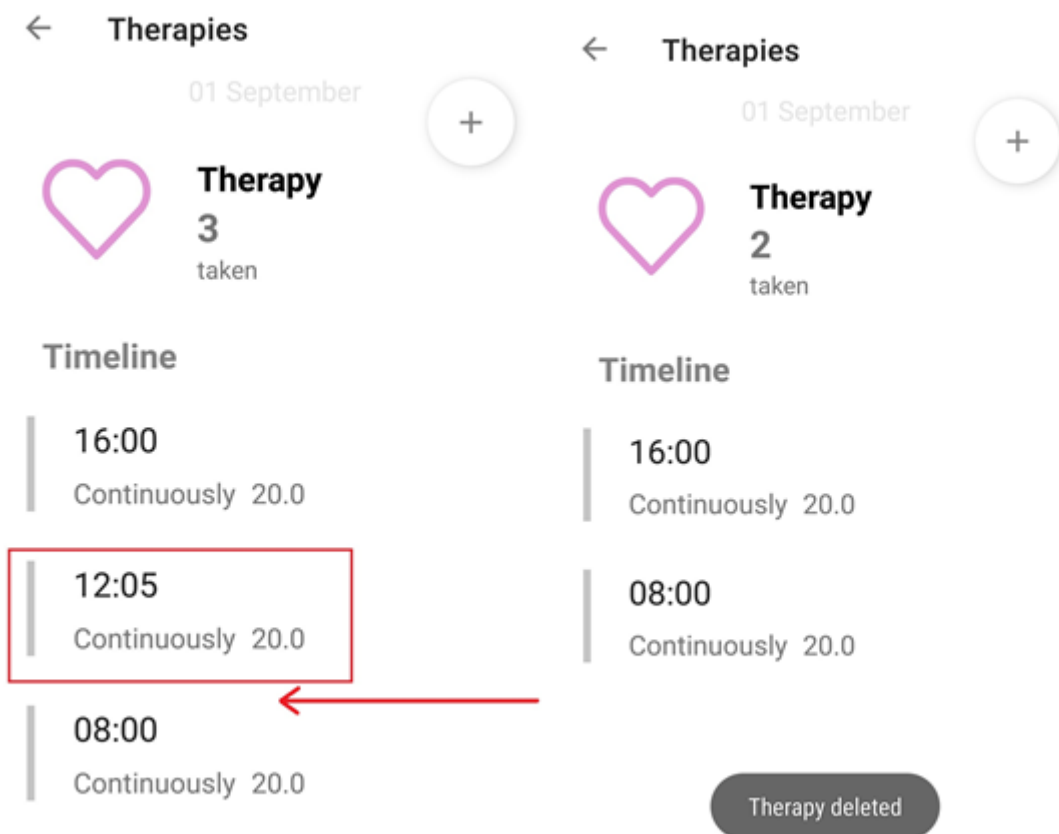 Therapies
01 September
+
Therapy
3
taken
Timeline
16:00
Continuously 20.0
12:05
Continuously 20.0
08:00
Continuously 20.0
Therapies
01 September
+
Therapy
2
taken
Timeline
16:00
Continuously 20.0
08:00
Continuously 20.0
Therapy deleted